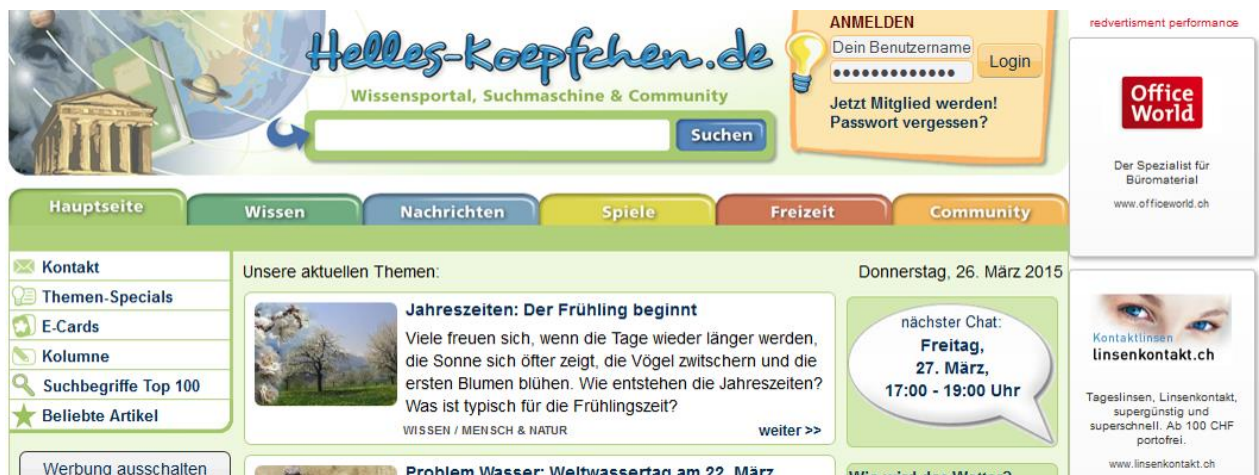 Helles-Koepfchen.de
Wissensportal, Suchmaschine & Community
Suchen
ANMELDEN
Dein Benutzername
Login
Jetzt Mitglied werden!
Passwort vergessen?
redvertisment performance
Office
World
Der Spezialist für
Büromaterial
www.officeworld.ch
Hauptseite
Wissen
Nachrichten
Spiele
Freizeit
Community
Kontakt
Themen-Specials
E-Cards
Kolumne
Suchbegriffe Top 100
Beliebte Artikel
Werbung ausschalten
Unsere aktuellen Themen:
Donnerstag, 26. März 2015
Jahreszeiten: Der Frühling beginnt
Viele freuen sich, wenn die Tage wieder länger werden,
die Sonne sich öfter zeigt, die Vögel zwitschern und die
ersten Blumen blühen. Wie entstehen die Jahreszeiten?
Was ist typisch für die Frühlingszeit?
WISSEN / MENSCH & NATUR
weiter >>
Problem Wasser: Weltwassertag am 22. März
nächster Chat:
Freitag,
27. März,
17:00 - 19:00 Uhr
Wie wird das Wetter?
Kontaktlinsen
linsenkontakt.ch
Tageslinsen, Linsenkontakt,
supergünstig und
superschnell. Ab 100 CHF
portofrei.
www.linsenkontakt.ch